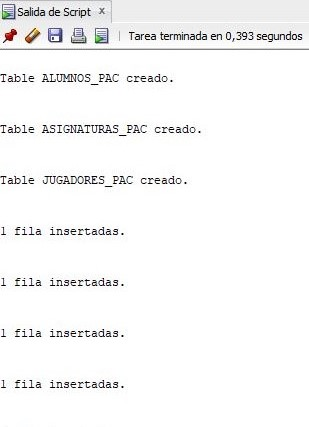 Salida de Script x
Tarea terminada en 0,393 segundos
Table ALUMNOS_PAC creado.
Table ASIGNATURAS_PAC creado.
Table JUGADORES_PAC creado.
1 fila insertadas.
1 fila insertadas.
1 fila insertadas.
1 fila insertadas.